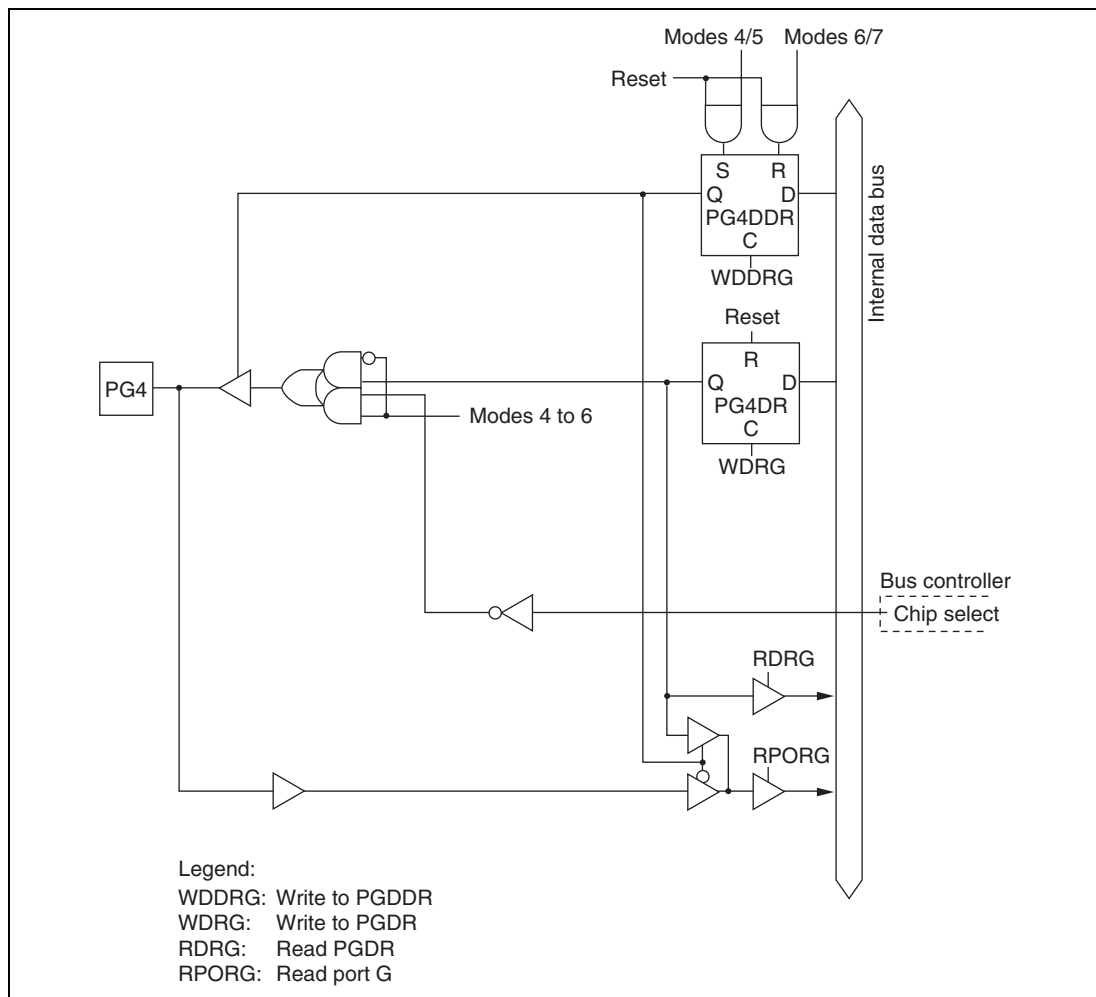 Modes 4/5 Modes 6/7
Reset
S R
Q D
PG4DDR
C
WDDRG
Internal data bus
Reset
R
PG4
Q D
PG4DR
C
Modes 4 to 6
WDRG
Bus controller
Chip select
RDRG
RPORG
Legend:
WDDRG: Write to PGDDR
WDRG: Write to PGDR
RDRG: Read PGDR
RPORG: Read port G